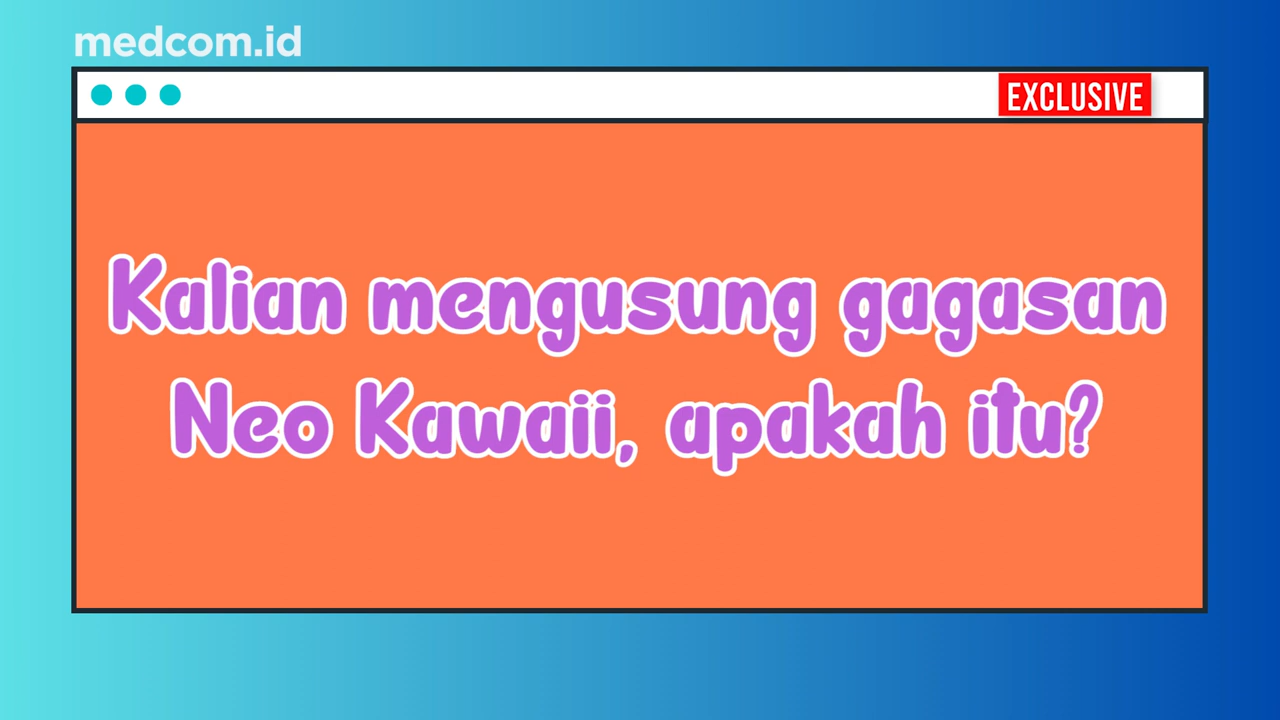 medcom.id
EXCLUSIVE
Kalian mengusung gagasan
Neo Kawaii, apakah itu?